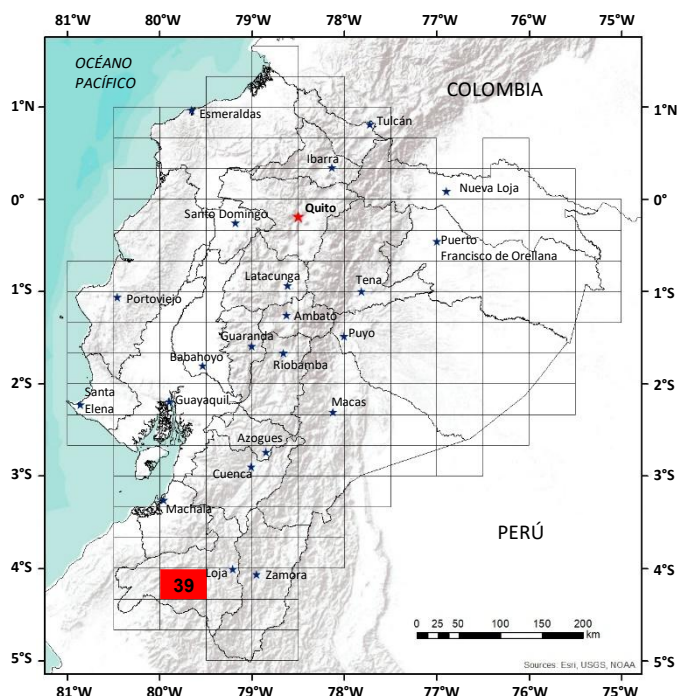 81°W 80°W 79°W 78°W 77°W 76°W 75°W
OCÉANO
PACÍFICO
COLOMBIA
1°N 1°N
Esmeraldas
Tulcán
Ibarra
0° 0°
Nueva Loja
Santo Domingo
Quito
Puerto
Francisco de Orellana
Latacunga
Tena
1°S 1°S
Portoviejo
Ambato
Guaranda
Puyo
Babahoyo
Riobamba
2°S 2°S
Santa
Elena
Guayaquil
Macas
Azogues
Cuenca
3°S 3°S
Machala
PERÚ
4°S 4°S
39
Loja
Zamora
0 25 50 100 150 200
km
5°S 5°S
Sources: Esri, USGS, NOAA
81°W 80°W 79°W 78°W 77°W 76°W 75°W